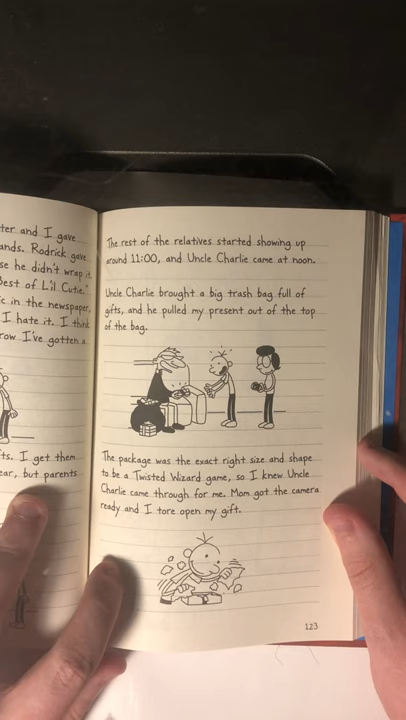 ter and I gave
ands. Rodrick gave
se he didn't wrap it.
Best of L'il Cutie."
c in the newspaper,
I hate it. I think
row I've gotten a
fts. I get them
ear, but parents
The rest of the relatives started showing up
around 11:00, and Uncle Charlie came at noon.
Uncle Charlie brought a big trash bag full of
gifts, and he pulled my present out of the top
of the bag.
The package was the exact right size and shape
to be a Twisted Wizard game, so I knew Uncle
Charlie came through for me. Mom got the camera
ready and I tore open my gift.
123